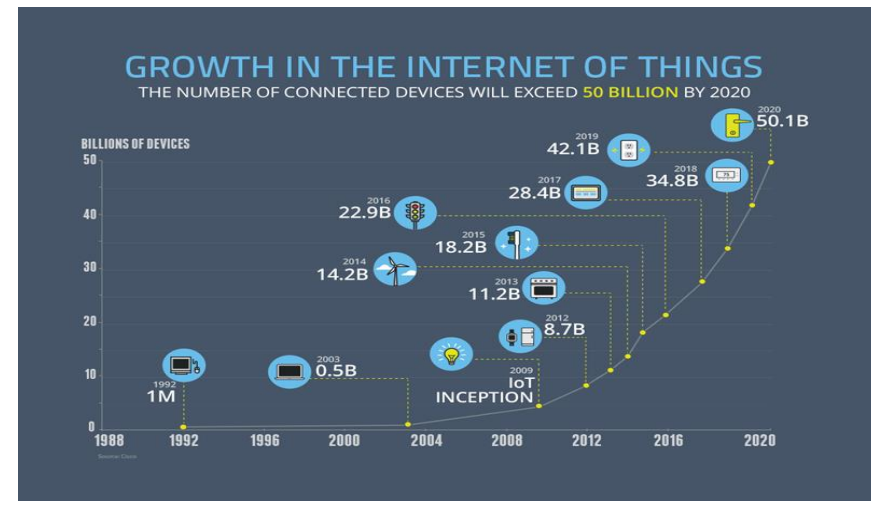 GROWTH IN THE INTERNET OF THINGS
THE NUMBER OF CONNECTED DEVICES WILL EXCEED 50 BILLION BY 2020
BILLIONS OF DEVICES
50
40
30
20
10
0
1988
1992
1996
2000
2004
2008
2012
2016
2020
1992
1M
2003
0.5B
2009
IoT
INCEPTION
2012
8.7B
2013
11.2B
2014
14.2B
2015
18.2B
2016
22.9B
2017
28.4B
2018
34.8B
2019
42.1B
2020
50.1B
Source: Cisco